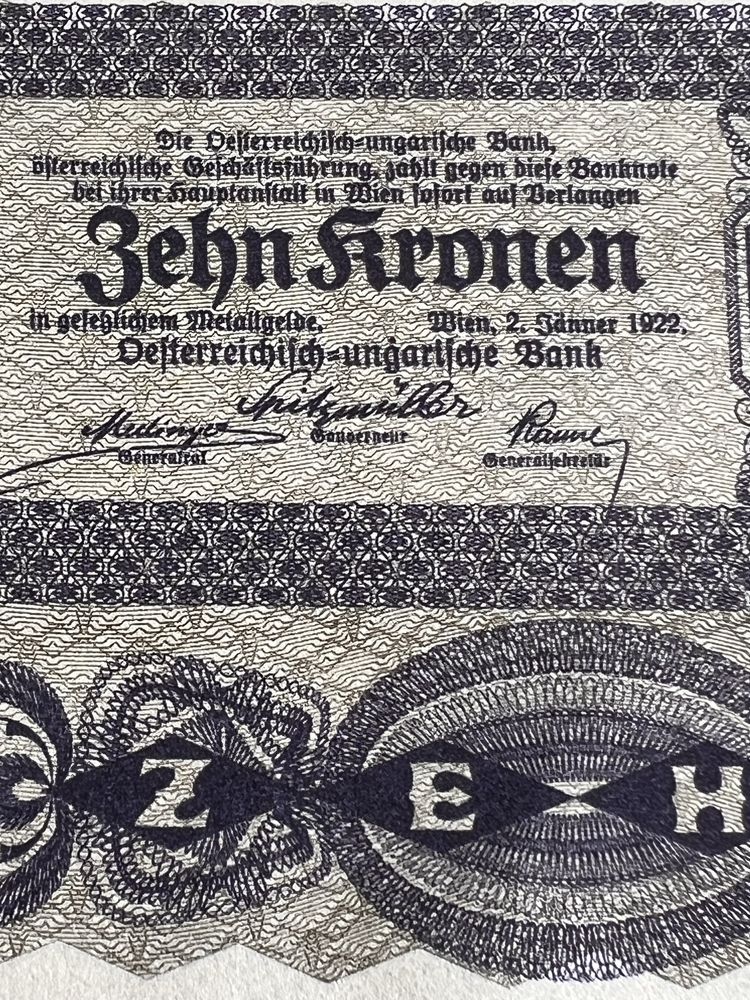 Die Oesterreichisch-ungarische Bank,
österreichische Geschäftsführung, zahlt gegen diese Banknote
bei ihrer Hauptanstalt in Wien sofort auf Verlangen
Zehn Kronen
in gesetzlichem Metallgelde.
Wien, 2. Jänner 1922.
Oesterreichisch-ungarische Bank
Spitzmüller
Gouverneur
Generalrat
Generalsekretär
Z E H